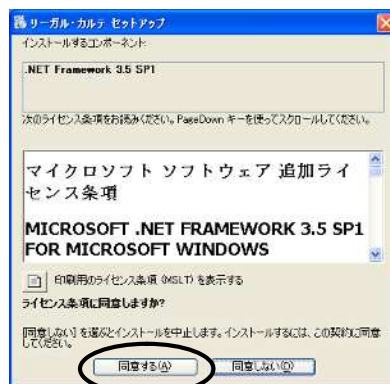 リーガル・カルテ セットアップ
インストールするコンポーネント:
.NET Framework 3.5 SP1
次のライセンス条項をお読みください。PageDown キーを使ってスクロールしてください。
マイクロソフト ソフトウェア 追加ライ
センス条項
MICROSOFT .NET FRAMEWORK 3.5 SP1
FOR MICROSOFT WINDOWS
印刷用のライセンス条項 (MSLT) を表示する
ライセンス条項に同意しますか?
[同意しない] を選ぶとインストールを中止します。インストールするには、この契約に同意
してください。
同意する(A)
同意しない(D)